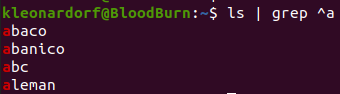 kleonardorf@BloodBurn:~$ ls | grep ^a
abaco
abanico
abc
aleman